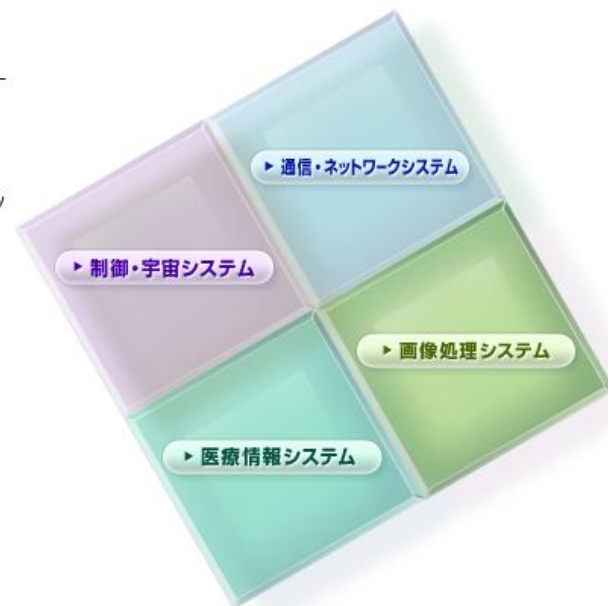 ▶ 通信・ネットワークシステム
▶ 制御・宇宙システム
▶ 画像処理システム
▶ 医療情報システム